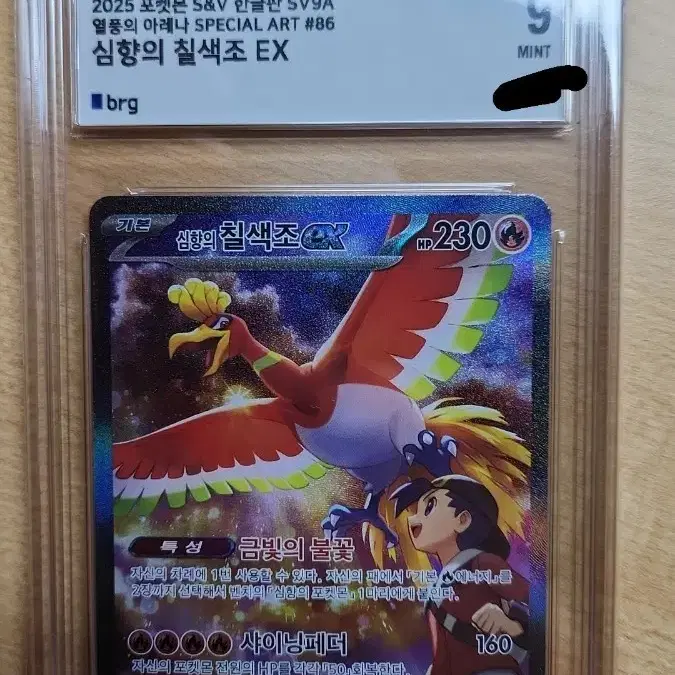 2025 포켓몬 S&V 한글판 SV9A
열풍의 아레나 SPECIAL ART #86
심향의 칠색조 EX
9
MINT
brg
기본
심향의 칠색조 ex
HP 230
특성 금빛의 불꽃
자신의 차례에 1번 사용할 수 있다. 자신의 패에서 「기본 에너지」를
2장까지 선택해서 벤치의 「심향의 포켓몬」 1마리에게 붙인다.
샤이닝페더 160
자신의 포켓몬 전원의 HP를 각각 「50」 회복한다.